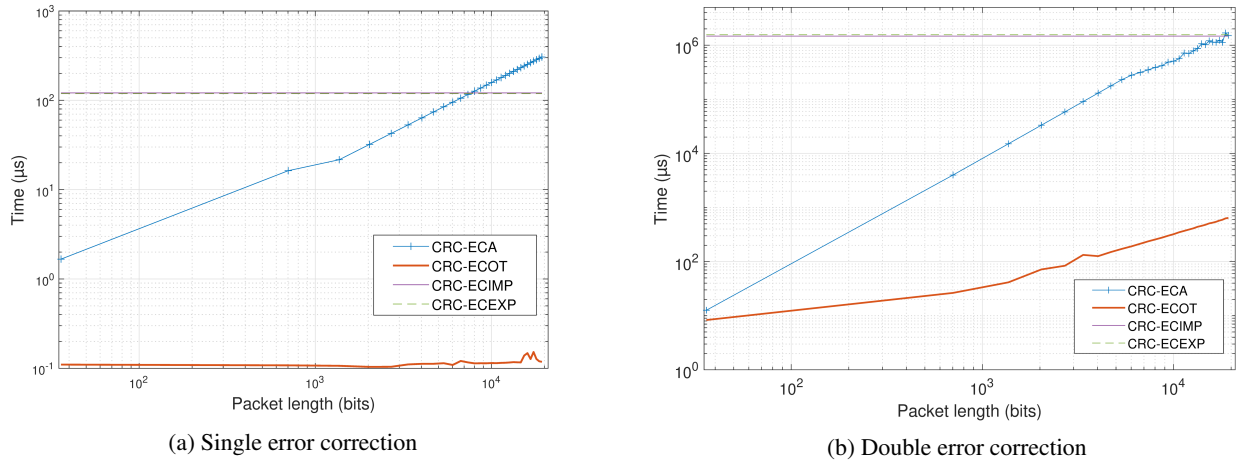 10^3
10^2
10^1
10^0
10^-1
Time (µs)
CRC-ECA
CRC-ECOT
CRC-ECIMP
CRC-ECEXP
10^2
10^3
10^4
Packet length (bits)
(a) Single error correction
10^6
10^4
10^2
10^0
Time (µs)
CRC-ECA
CRC-ECOT
CRC-ECIMP
CRC-ECEXP
10^2
10^3
10^4
Packet length (bits)
(b) Double error correction